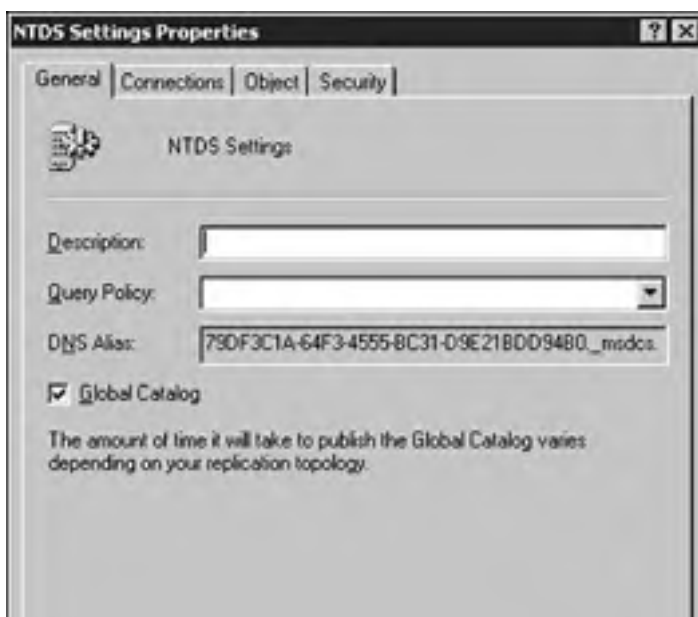 NTDS Settings Properties
General Connections Object Security
NTDS Settings
Description:
Query Policy:
DNS Alias: 79DF3C1A-64F3-4555-BC31-D9E21BDD94B0._msdcs.
Global Catalog
The amount of time it will take to publish the Global Catalog varies
depending on your replication topology.